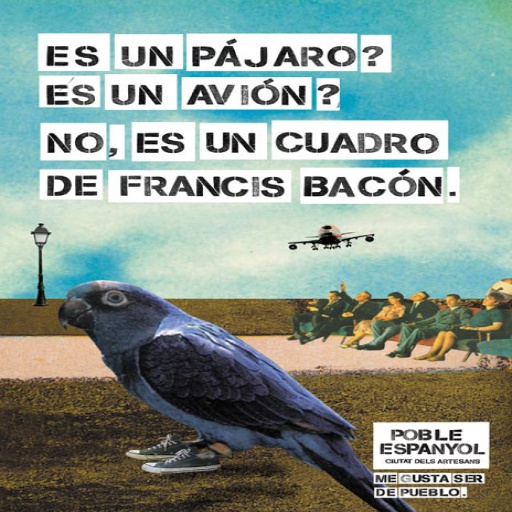 ES UN PÁJARO?
ES UN AVIÓN?
NO, ES UN CUADRO
DE FRANCIS BACÓN.
POBLE
ESPANYOL
CIUTAT DELS ARTESANS
ME GUSTA SER
DE PUEBLO.